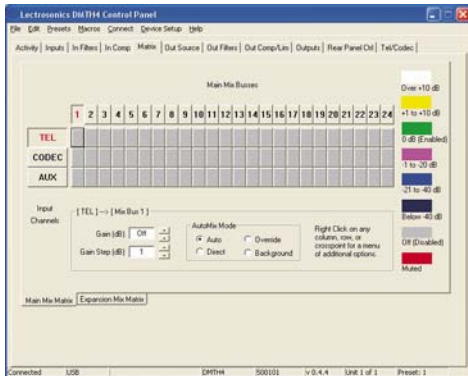 Lectrosonics DMTH4 Control Panel
File Edit Presets Macros Connect Device Setup Help
Activity Inputs In Filters In Comp Matrix Out Source Out Filters Out Comp/Lim Outputs Rear Panel Ctrl Tel/Codec
Main Mix Busses
1 2 3 4 5 6 7 8 9 10 11 12 13 14 15 16 17 18 19 20 21 22 23 24
TEL
CODEC
AUX
Over +10 dB
+1 to +10 dB
0 dB (Enabled)
-1 to -20 dB
-21 to -40 dB
Below -40 dB
Off (Disabled)
Muted
Input
Channels
[ TEL ] --> [ Mix Bus 1 ]
Gain (dB) Off
Gain Step (dB) 1
AutoMix Mode
Auto Override
Direct Background
Right Click on any
column, row, or
crosspoint for a menu
of additional options.
Main Mix Matrix Expansion Mix Matrix
Connected USB DMTH4 S00101 v 0.4.4 Unit 1 of 1 Preset: 1